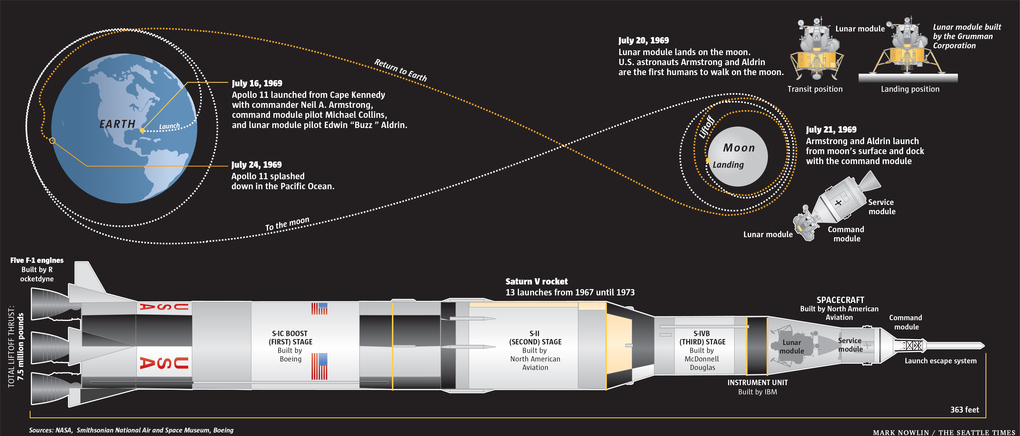 July 20, 1969
Lunar module lands on the moon.
U.S. astronauts Armstrong and Aldrin
are the first humans to walk on the moon.
Lunar module
Lunar module built
by the Grumman
Corporation
Transit position
Landing position
Return to Earth
July 16, 1969
Apollo 11 launched from Cape Kennedy
with commander Neil A. Armstrong,
command module pilot Michael Collins,
and lunar module pilot Edwin “Buzz ” Aldrin.
EARTH
Launch
July 24, 1969
Apollo 11 splashed
down in the Pacific Ocean.
To the moon
Liftoff
Moon
Landing
July 21, 1969
Armstrong and Aldrin launch
from moon’s surface and dock
with the command module
Service
module
Command
module
Lunar module
Five F-1 engines
Built by R
ocketdyne
TOTAL LIFTOFF THRUST:
7.5 million pounds
USA
USA
Saturn V rocket
13 launches from 1967 until 1973
S-IC BOOST
(FIRST) STAGE
Built by
Boeing
S-II
(SECOND) STAGE
Built by
North American
Aviation
S-IVB
(THIRD) STAGE
Built by
McDonnell
Douglas
INSTRUMENT UNIT
Built by IBM
SPACECRAFT
Built by North American
Aviation
Lunar
module
Service
module
Command
module
Launch escape system
363 feet
Sources: NASA, Smithsonian National Air and Space Museum, Boeing
MARK NOWLIN / THE SEATTLE TIMES